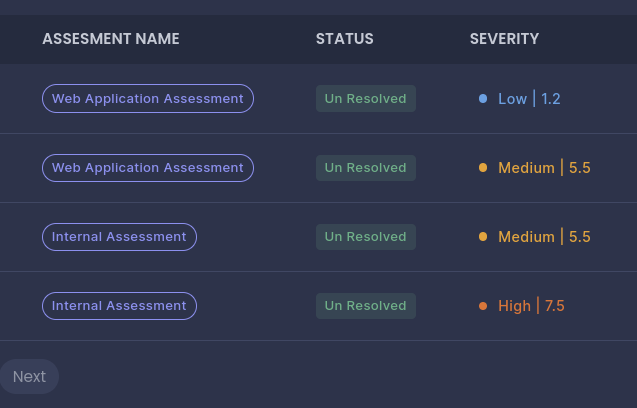 ASSESMENT NAME STATUS SEVERITY
Web Application Assessment Un Resolved Low | 1.2
Web Application Assessment Un Resolved Medium | 5.5
Internal Assessment Un Resolved Medium | 5.5
Internal Assessment Un Resolved High | 7.5
Next